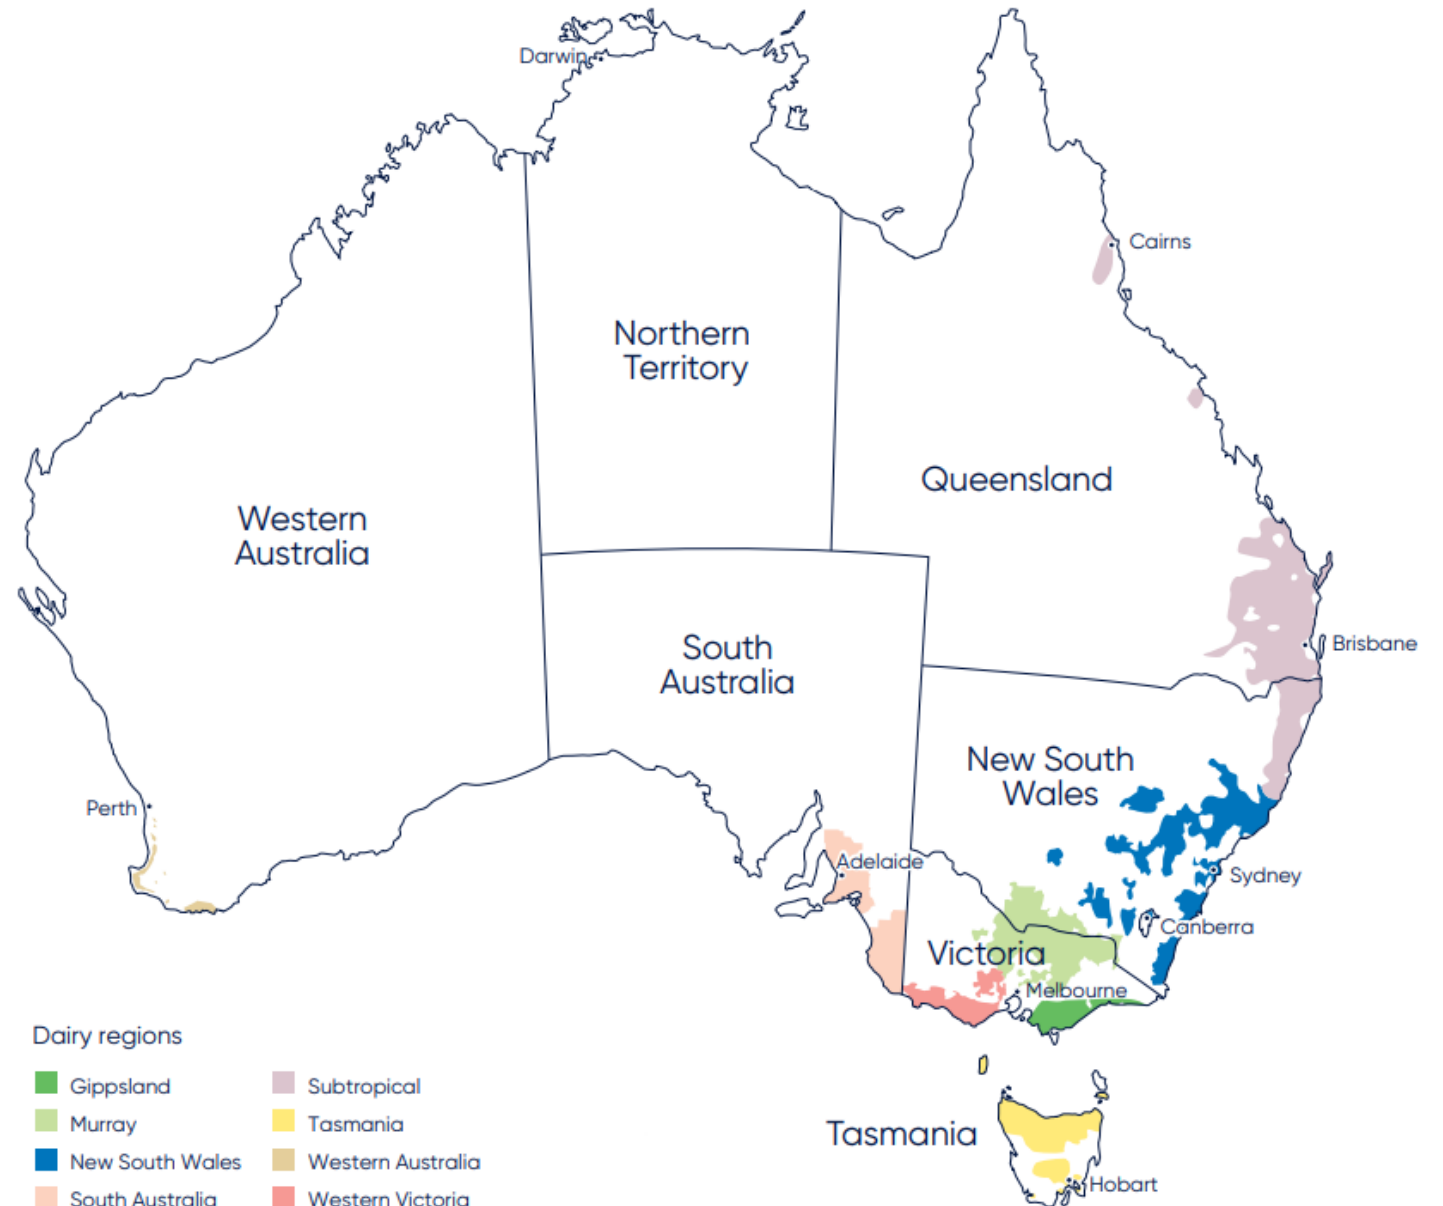 Darwin
Cairns
Northern
Territory
Queensland
Western
Australia
South
Australia
Brisbane
New South
Wales
Perth
Adelaide
Sydney
Canberra
Victoria
Melbourne
Tasmania
Hobart
Dairy regions
Gippsland
Murray
New South Wales
South Australia
Subtropical
Tasmania
Western Australia
Western Victoria